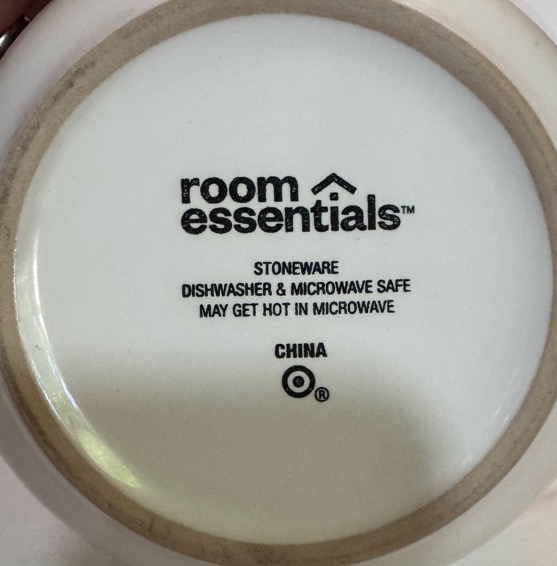 room
essentials™
STONEWARE
DISHWASHER & MICROWAVE SAFE
MAY GET HOT IN MICROWAVE
CHINA
®